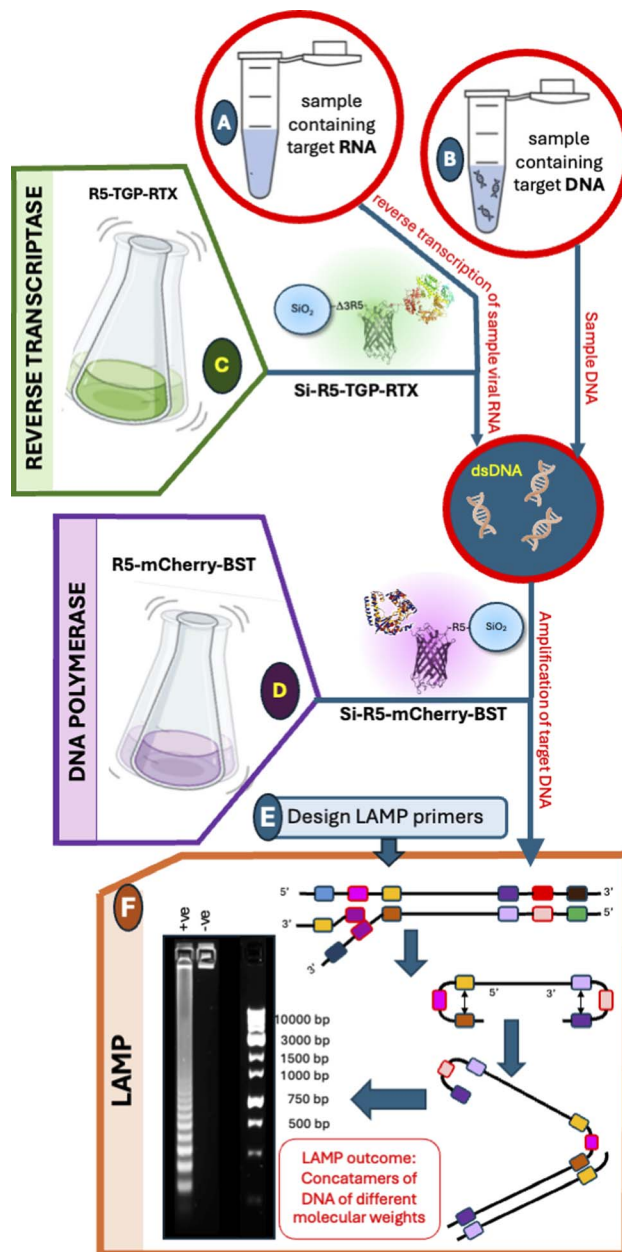 A
sample
containing
target RNA
B
sample
containing
target DNA
REVERSE TRANSCRIPTASE
R5-TGP-RTX
C
SiO2
-Δ3R5-
Si-R5-TGP-RTX
reverse transcription of sample viral RNA
Sample DNA
dsDNA
DNA POLYMERASE
R5-mCherry-BST
D
-R5-
SiO2
Si-R5-mCherry-BST
Amplification of target DNA
E
Design LAMP primers
LAMP
F
+ve
-ve
10000 bp
3000 bp
1500 bp
1000 bp
750 bp
500 bp
5'
3'
3'
5'
3'
5'
3'
LAMP outcome:
Concatamers of
DNA of different
molecular weights